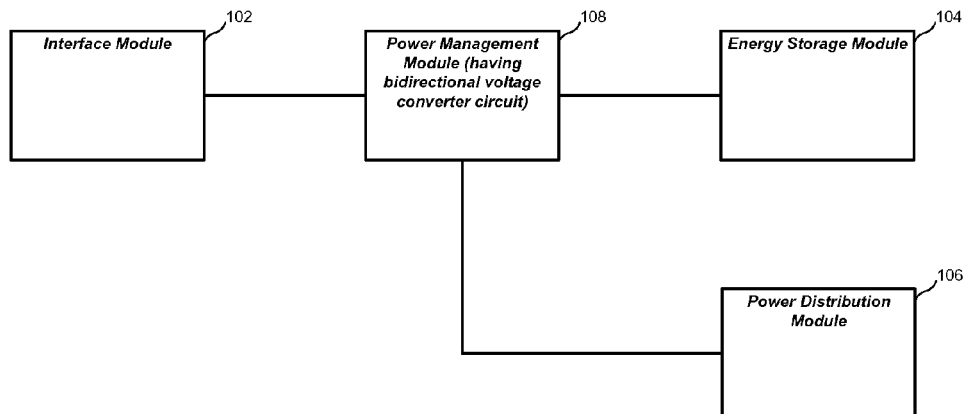 102
Interface Module
108
Power Management
Module (having
bidirectional voltage
converter circuit)
104
Energy Storage Module
106
Power Distribution
Module